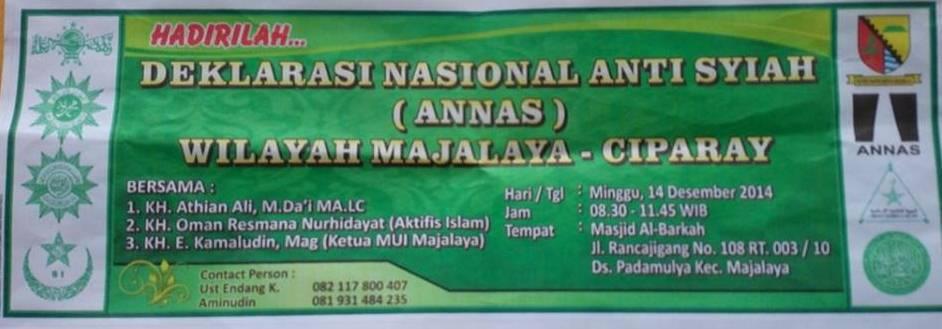 HADIRILAH...
DEKLARASI NASIONAL ANTI SYIAH
( ANNAS )
WILAYAH MAJALAYA - CIPARAY
BERSAMA :
1. KH. Athian Ali, M.Da'i MA.LC
2. KH. Oman Resmana Nurhidayat (Aktifis Islam)
3. KH. E. Kamaludin, Mag (Ketua MUI Majalaya)
Hari / Tgl : Minggu, 14 Desember 2014
Jam : 08.30 - 11.45 WIB
Tempat : Masjid Al-Barkah
Jl. Rancajigang No. 108 RT. 003 / 10
Ds. Padamulya Kec. Majalaya
Contact Person :
Ust Endang K. 082 117 800 407
Aminudin 081 931 484 235
ANNAS